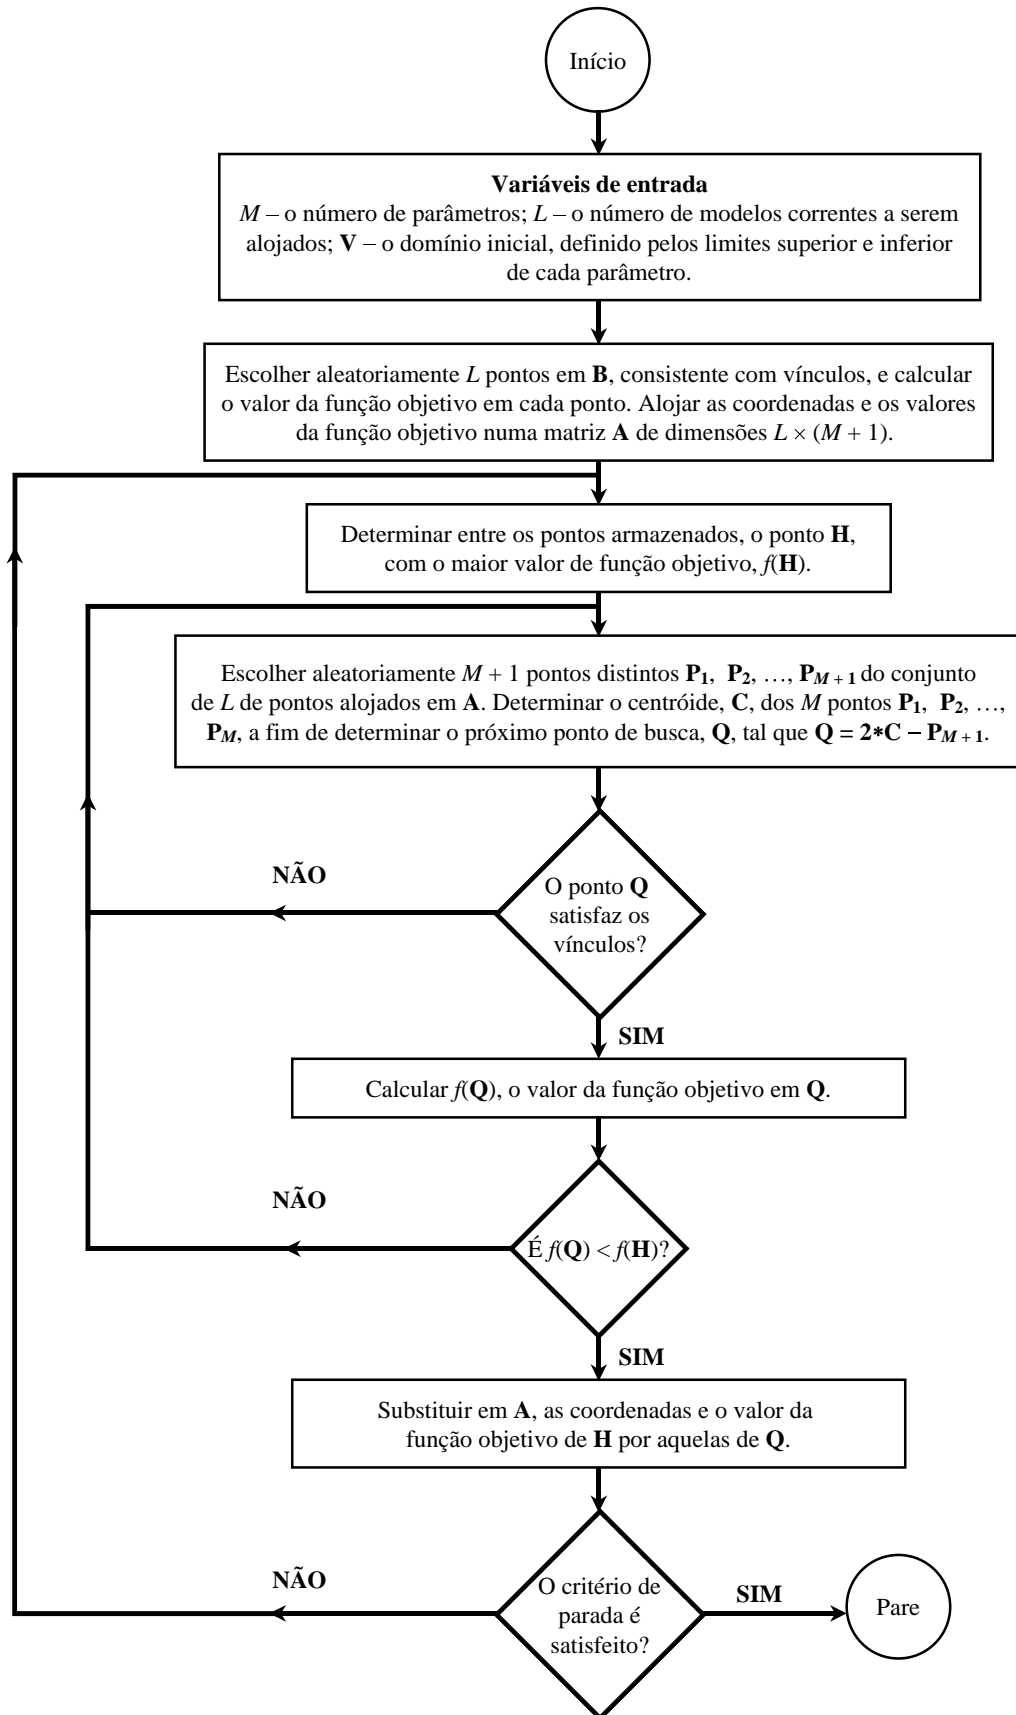 Início
Variáveis de entrada
M – o número de parâmetros; L – o número de modelos correntes a serem
alojados; V – o domínio inicial, definido pelos limites superior e inferior
de cada parâmetro.
Escolher aleatoriamente L pontos em B, consistente com vínculos, e calcular
o valor da função objetivo em cada ponto. Alojar as coordenadas e os valores
da função objetivo numa matriz A de dimensões L × (M + 1).
Determinar entre os pontos armazenados, o ponto H,
com o maior valor de função objetivo, f(H).
Escolher aleatoriamente M + 1 pontos distintos P1, P2, …, PM + 1 do conjunto
de L de pontos alojados em A. Determinar o centróide, C, dos M pontos P1, P2, …,
PM, a fim de determinar o próximo ponto de busca, Q, tal que Q = 2*C – PM + 1.
NÃO
O ponto Q
satisfaz os
vínculos?
SIM
Calcular f(Q), o valor da função objetivo em Q.
NÃO
É f(Q) < f(H)?
SIM
Substituir em A, as coordenadas e o valor da
função objetivo de H por aquelas de Q.
NÃO
O critério de
parada é
satisfeito?
SIM
Pare